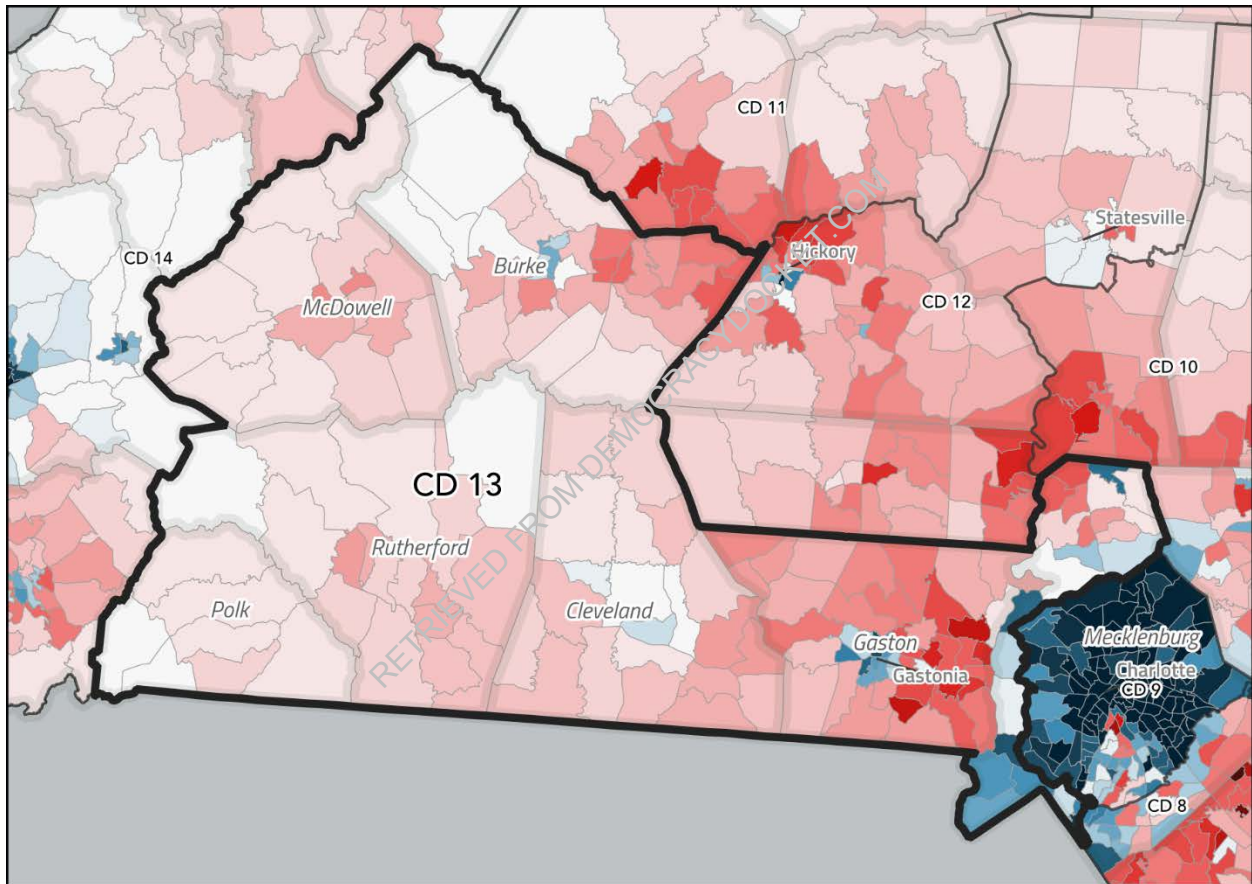 CD 11
CD 14
Statesville
Hickory
Burke
McDowell
CD 12
CD 10
CD 13
Rutherford
Polk
Cleveland
Gaston
Gastonia
Mecklenburg
Charlotte
CD 9
CD 8
RETRIEVED FROM DEMOCRACYDOCKET.COM